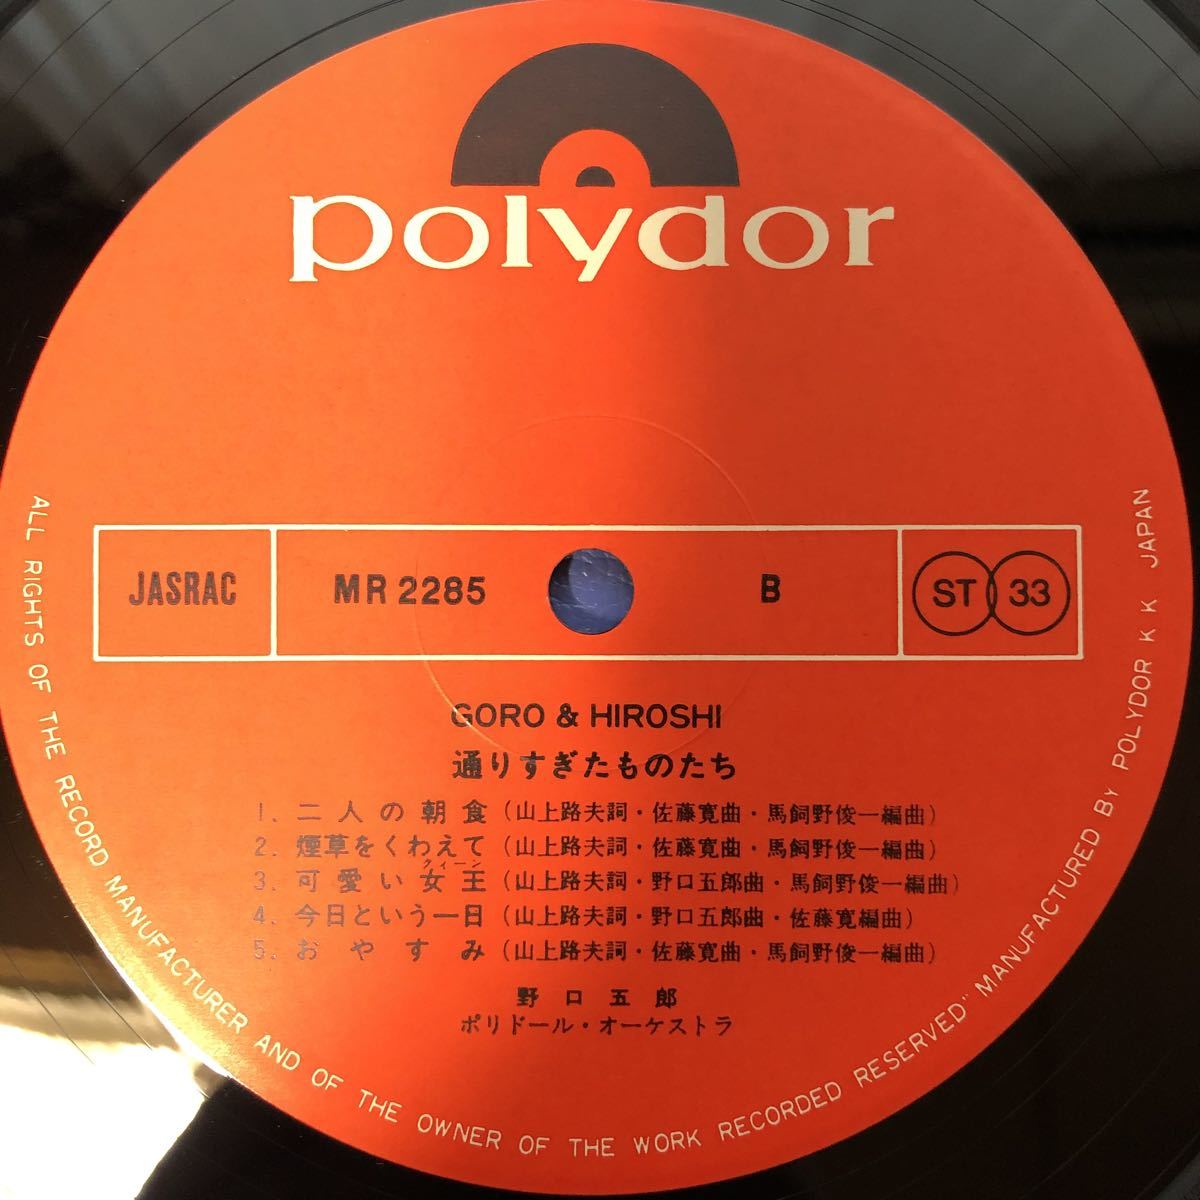 polydor
JASRAC MR 2285 B ST 33
GORO & HIROSHI
通りすぎたものたち
1. 二人の朝食 (山上路夫詞・佐藤寛曲・馬飼野俊一編曲)
2. 煙草をくわえて (山上路夫詞・佐藤寛曲・馬飼野俊一編曲)
クィーン
3. 可愛い女王 (山上路夫詞・野口五郎曲・馬飼野俊一編曲)
4. 今日という一日 (山上路夫詞・野口五郎曲・佐藤寛編曲)
5. おやすみ (山上路夫詞・佐藤寛曲・馬飼野俊一編曲)
野口五郎
ポリドール・オーケストラ
ALL RIGHTS OF THE RECORD MANUFACTURER AND OF THE OWNER OF THE WORK RECORDED RESERVED" MANUFACTURED BY POLYDOR K K JAPAN